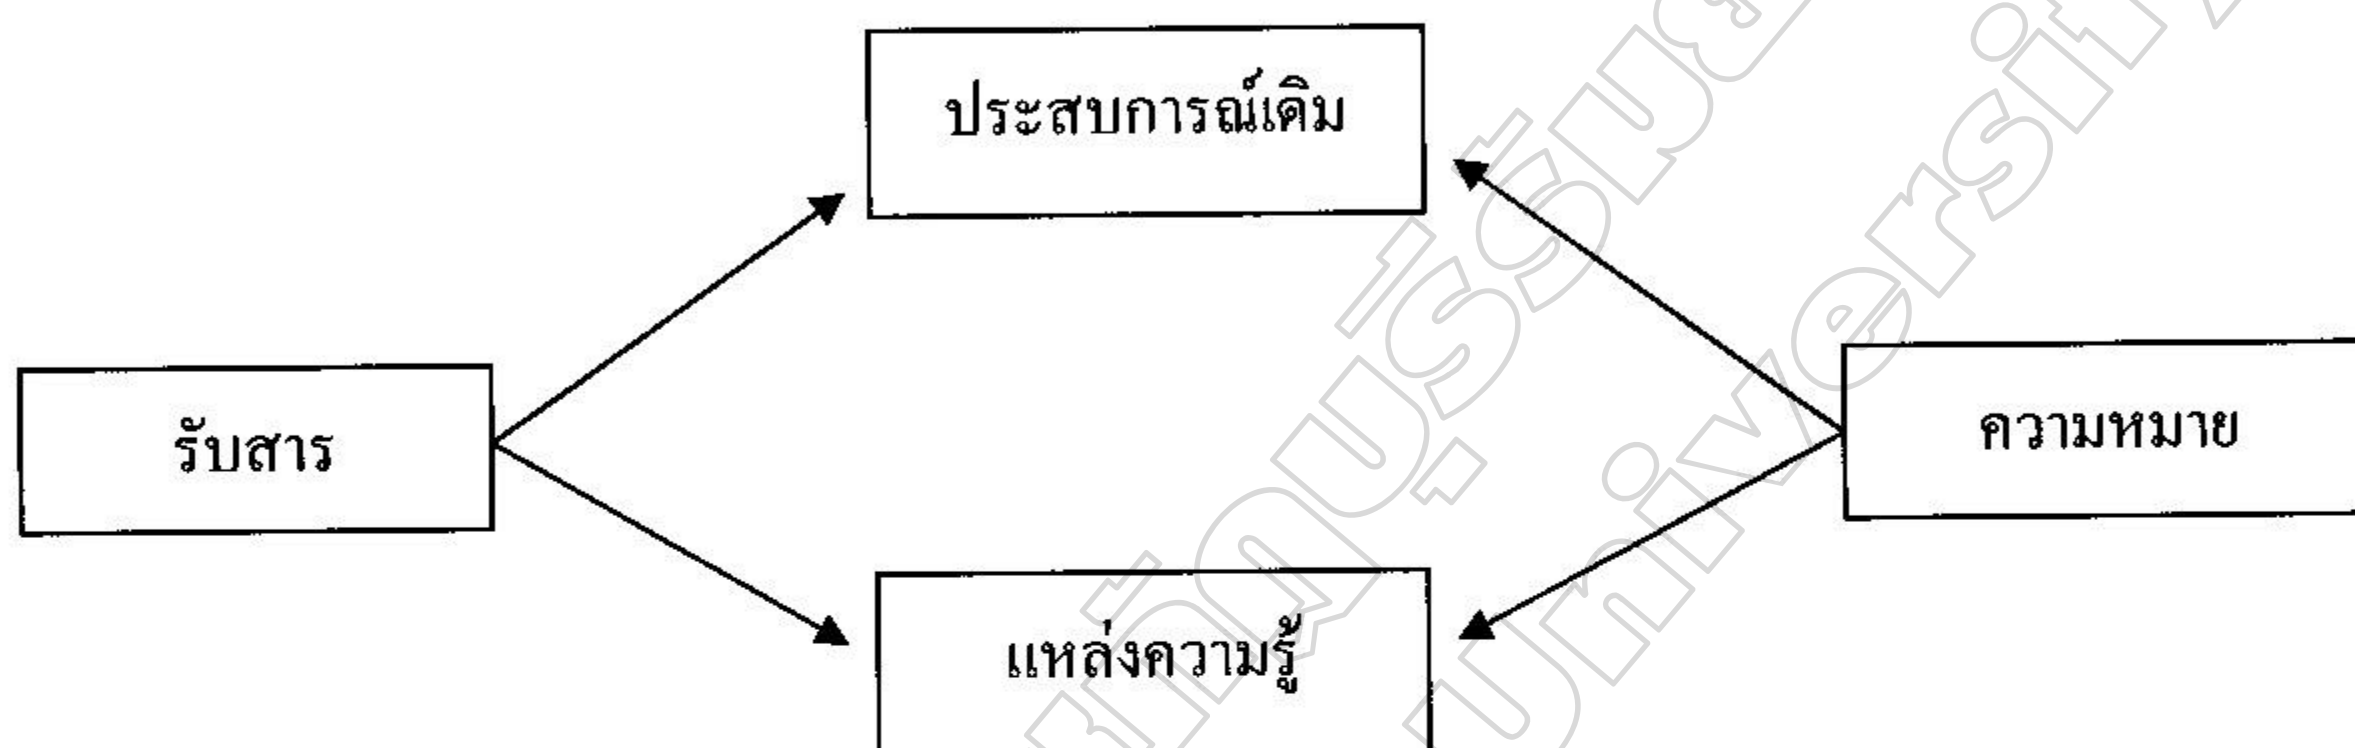 ประสบการณ์เดิม
รับสาร
ความหมาย
แหล่งความรู้